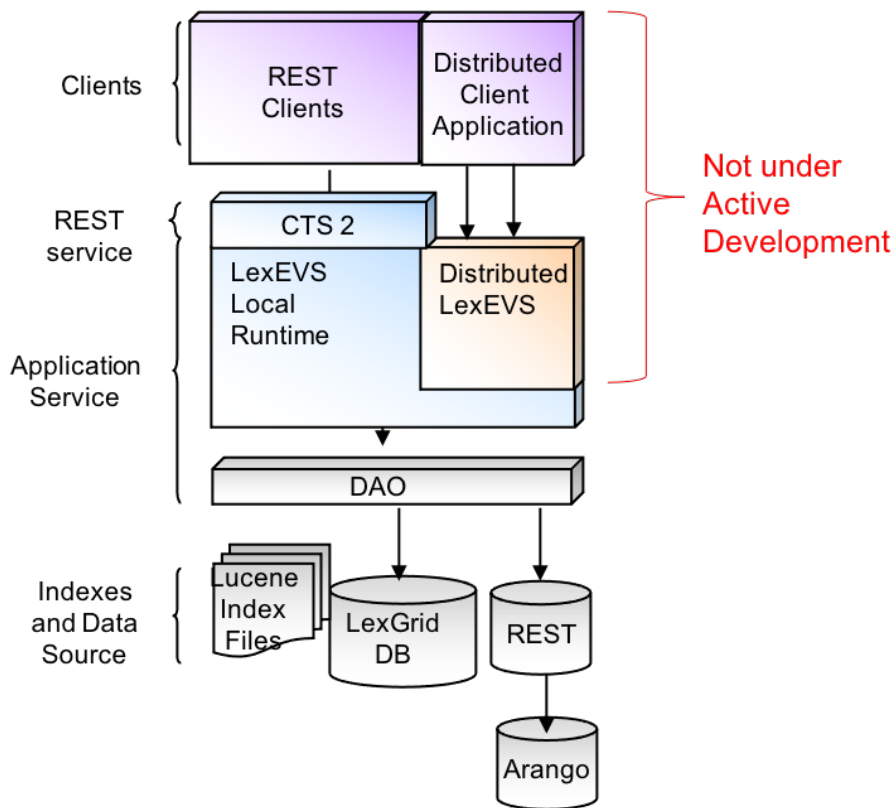 Clients
REST
Clients
Distributed
Client
Application
Not under
Active
Development
REST
service
CTS 2
LexEVS
Local
Runtime
Distributed
LexEVS
Application
Service
DAO
Indexes
and Data
Source
Lucene
Index
Files
LexGrid
DB
REST
Arango